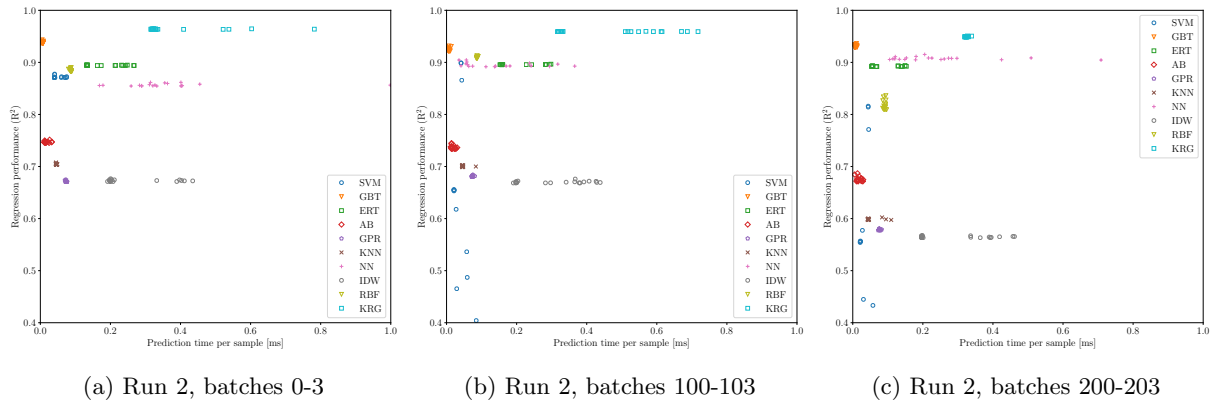 1.0
0.9
0.8
0.7
0.6
0.5
0.4
Regression performance (R²)
0.0 0.2 0.4 0.6 0.8 1.0
Prediction time per sample [ms]
SVM
GBT
ERT
AB
GPR
KNN
NN
IDW
RBF
KRG
(a) Run 2, batches 0-3
1.0
0.9
0.8
0.7
0.6
0.5
0.4
Regression performance (R²)
0.0 0.2 0.4 0.6 0.8 1.0
Prediction time per sample [ms]
SVM
GBT
ERT
AB
GPR
KNN
NN
IDW
RBF
KRG
(b) Run 2, batches 100-103
1.0
0.9
0.8
0.7
0.6
0.5
0.4
Regression performance (R²)
0.0 0.2 0.4 0.6 0.8 1.0
Prediction time per sample [ms]
SVM
GBT
ERT
AB
GPR
KNN
NN
IDW
RBF
KRG
(c) Run 2, batches 200-203